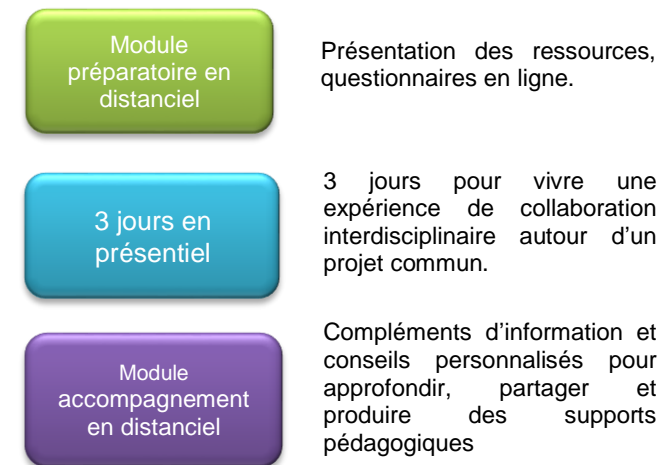 Module
préparatoire en
distanciel
Présentation des ressources,
questionnaires en ligne.
3 jours en
présentiel
3 jours pour vivre une
expérience de collaboration
interdisciplinaire autour d'un
projet commun.
Module
accompagnement
en distanciel
Compléments d'information et
conseils personnalisés pour
approfondir, partager et
produire des supports
pédagogiques